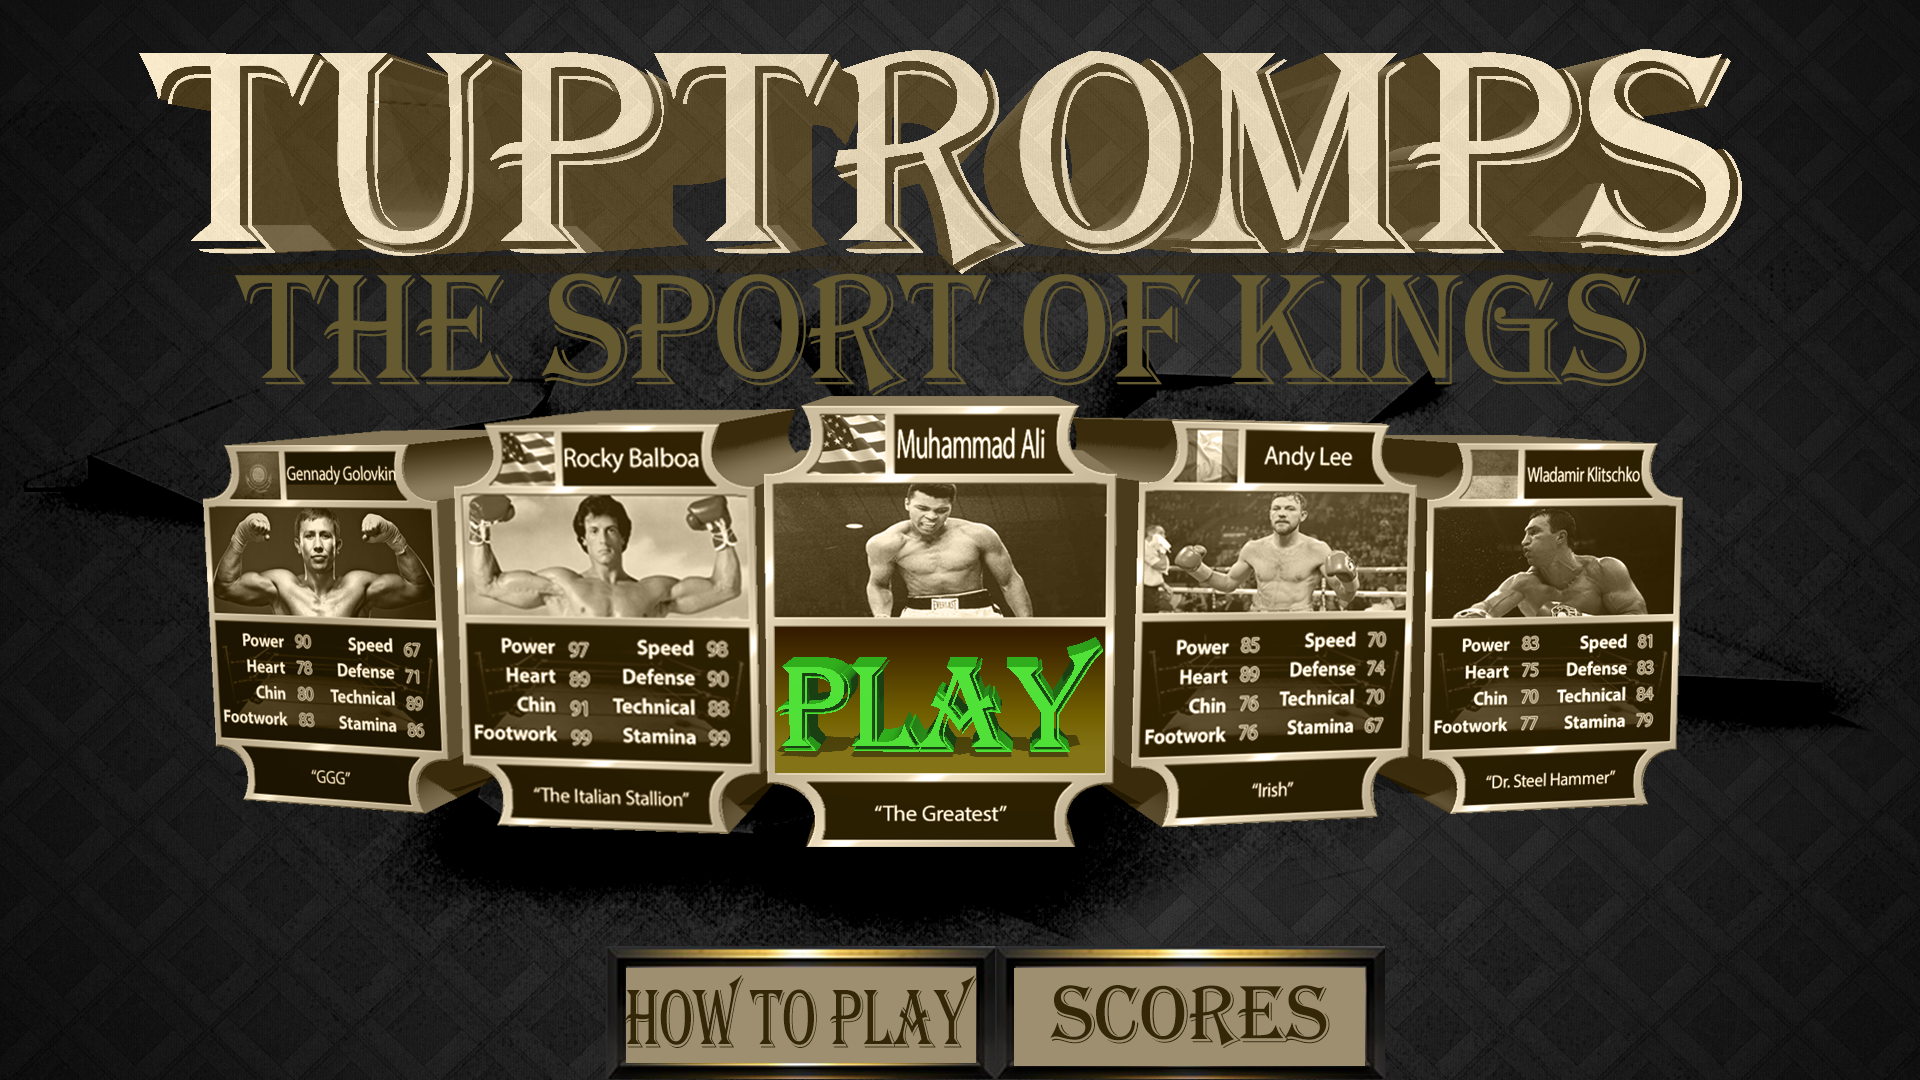 TUPTROMPS
THE SPORT OF KINGS
Gennady Golovkin
Power 90 Speed 67
Heart 78 Defense 71
Chin 80 Technical 89
Footwork 83 Stamina 86
“GGG”
Rocky Balboa
Power 97 Speed 98
Heart 89 Defense 90
Chin 91 Technical 88
Footwork 99 Stamina 99
“The Italian Stallion”
Muhammad Ali
EVERLAST
PLAY
“The Greatest”
Andy Lee
Power 85 Speed 70
Heart 89 Defense 74
Chin 76 Technical 70
Footwork 76 Stamina 67
“Irish”
Wladamir Klitschko
Power 83 Speed 81
Heart 75 Defense 83
Chin 70 Technical 84
Footwork 77 Stamina 79
“Dr. Steel Hammer”
HOW TO PLAY
SCORES